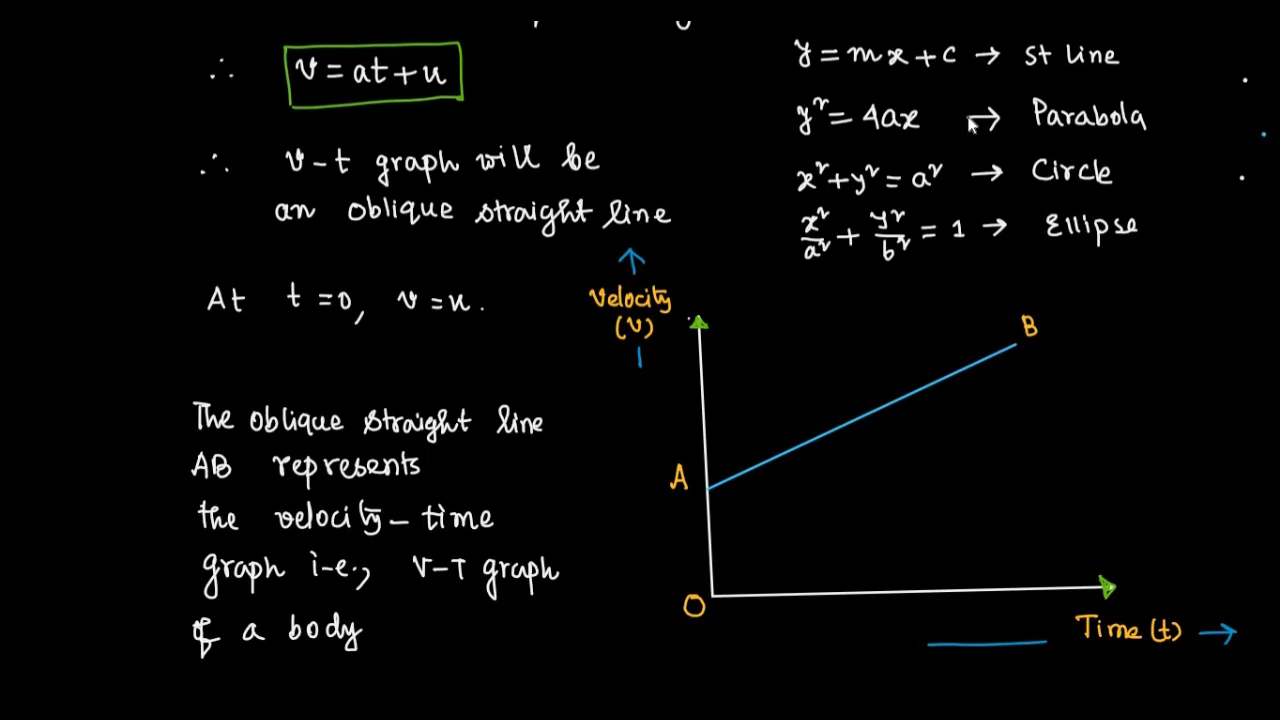 ∴ v = at + u
∴ v-t graph will be
an oblique straight line
At t = 0, v = u.
The oblique straight line
AB represents
the velocity-time
graph i.e., V-T graph
of a body
y = mx + c → St line
y² = 4ax → Parabola
x² + y² = a² → Circle
x²/a² + y²/b² = 1 → Ellipse
Velocity
(v)
B
A
O
Time (t) →